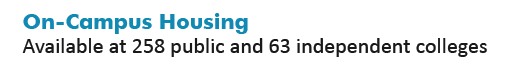 On-Campus Housing
Available at 258 public and 63 independent colleges